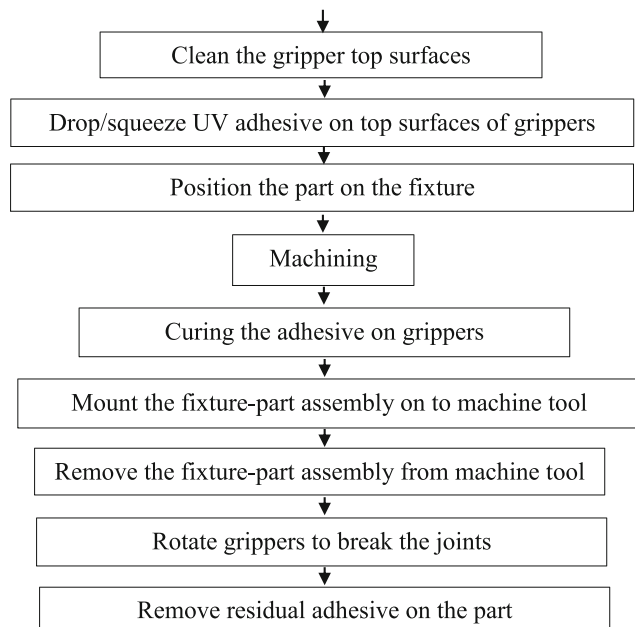 Clean the gripper top surfaces
Drop/squeeze UV adhesive on top surfaces of grippers
Position the part on the fixture
Machining
Curing the adhesive on grippers
Mount the fixture-part assembly on to machine tool
Remove the fixture-part assembly from machine tool
Rotate grippers to break the joints
Remove residual adhesive on the part